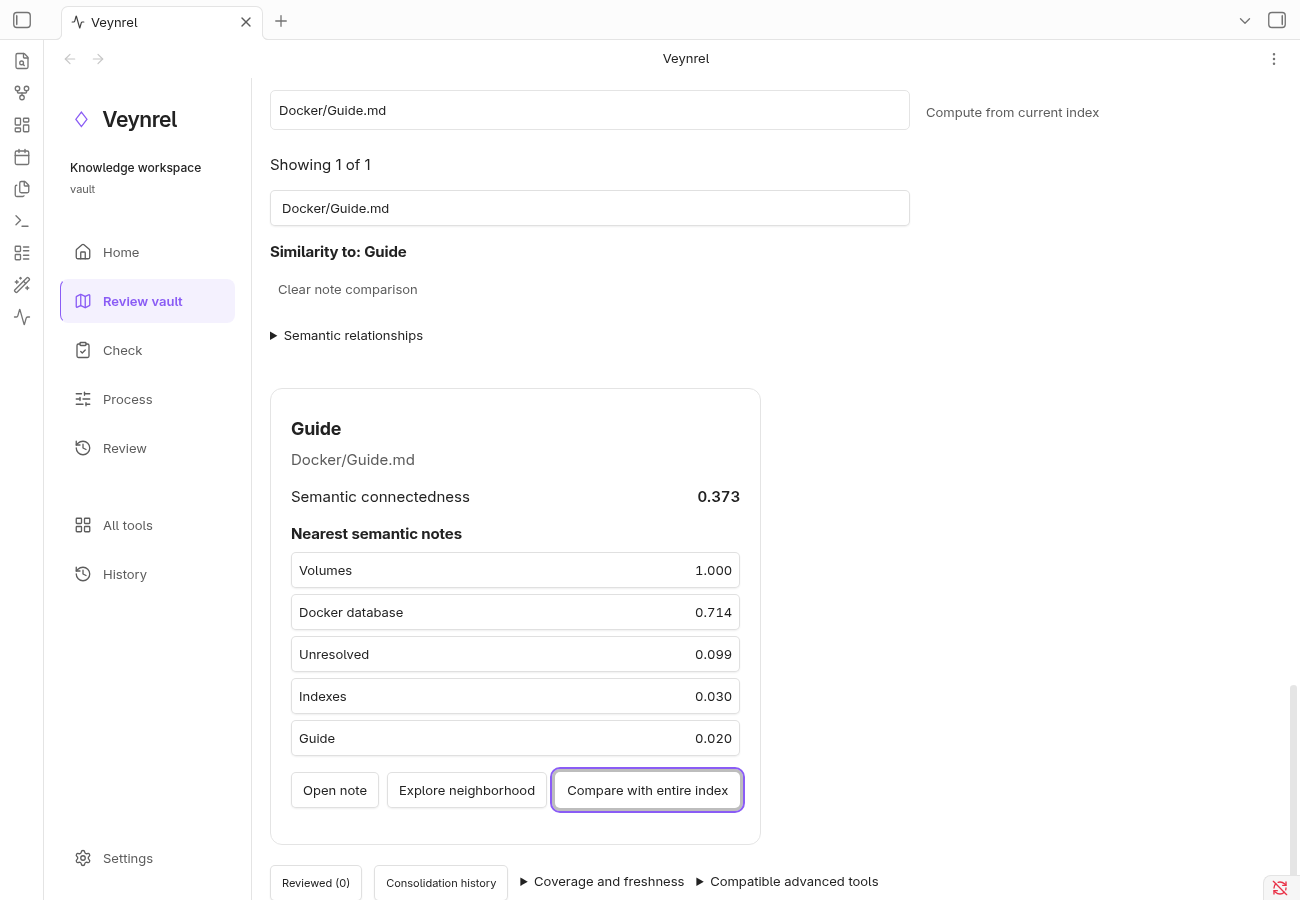 Veynrel
Veynrel
Veynrel
Knowledge workspace
vault
Home
Review vault
Check
Process
Review
All tools
History
Settings
Docker/Guide.md
Compute from current index
Showing 1 of 1
Docker/Guide.md
Similarity to: Guide
Clear note comparison
Semantic relationships
Guide
Docker/Guide.md
Semantic connectedness 0.373
Nearest semantic notes
Volumes 1.000
Docker database 0.714
Unresolved 0.099
Indexes 0.030
Guide 0.020
Open note Explore neighborhood Compare with entire index
Reviewed (0) Consolidation history Coverage and freshness Compatible advanced tools